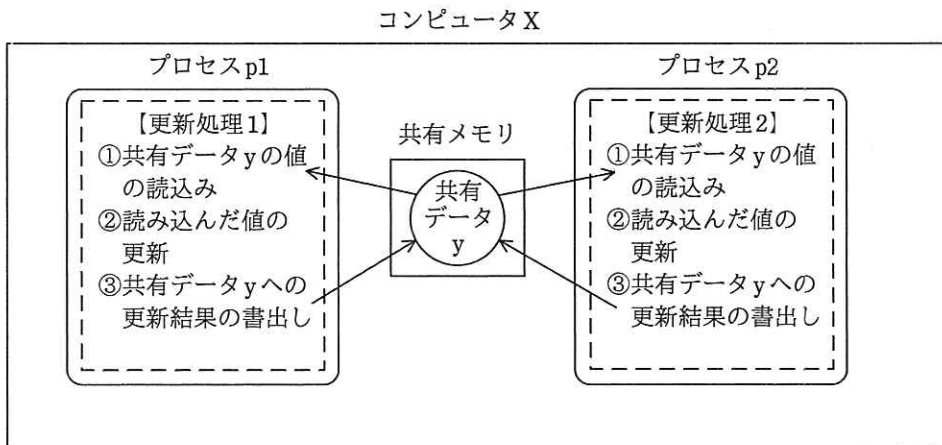 コンピュータX
プロセスp1
【更新処理1】
①共有データyの値
の読込み
②読み込んだ値の
更新
③共有データyへの
更新結果の書出し
共有メモリ
共有
データ
y
プロセスp2
【更新処理2】
①共有データyの値
の読込み
②読み込んだ値の
更新
③共有データyへの
更新結果の書出し